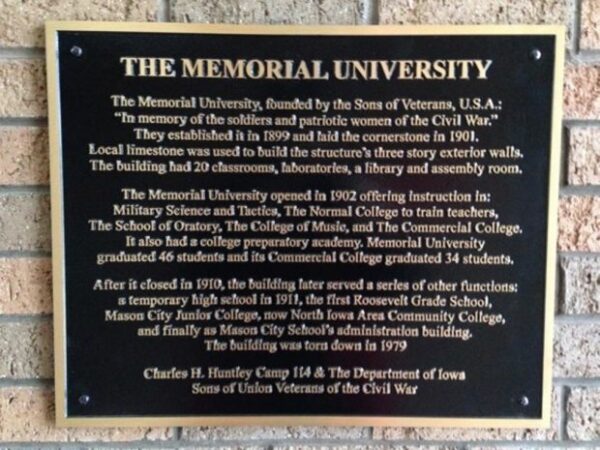 THE MEMORIAL UNIVERSITY
The Memorial University, founded by the Sons of Veterans, U.S.A.:
"In memory of the soldiers and patriotic women of the Civil War."
They established it in 1899 and laid the cornerstone in 1901.
Local limestone was used to build the structure's three story exterior walls.
The building had 20 classrooms, laboratories, a library and assembly room.
The Memorial University opened in 1902 offering instruction in:
Military Science and Tactics, The Normal College to train teachers,
The School of Oratory, The College of Music, and The Commercial College.
It also had a college preparatory academy. Memorial University
graduated 46 students and its Commercial College graduated 34 students.
After it closed in 1910, the building later served a series of other functions:
a temporary high school in 1911, the first Roosevelt Grade School,
Mason City Junior College, now North Iowa Area Community College,
and finally as Mason City School's administration building.
The building was torn down in 1979
Charles H. Huntley Camp 114 & The Department of Iowa
Sons of Union Veterans of the Civil War